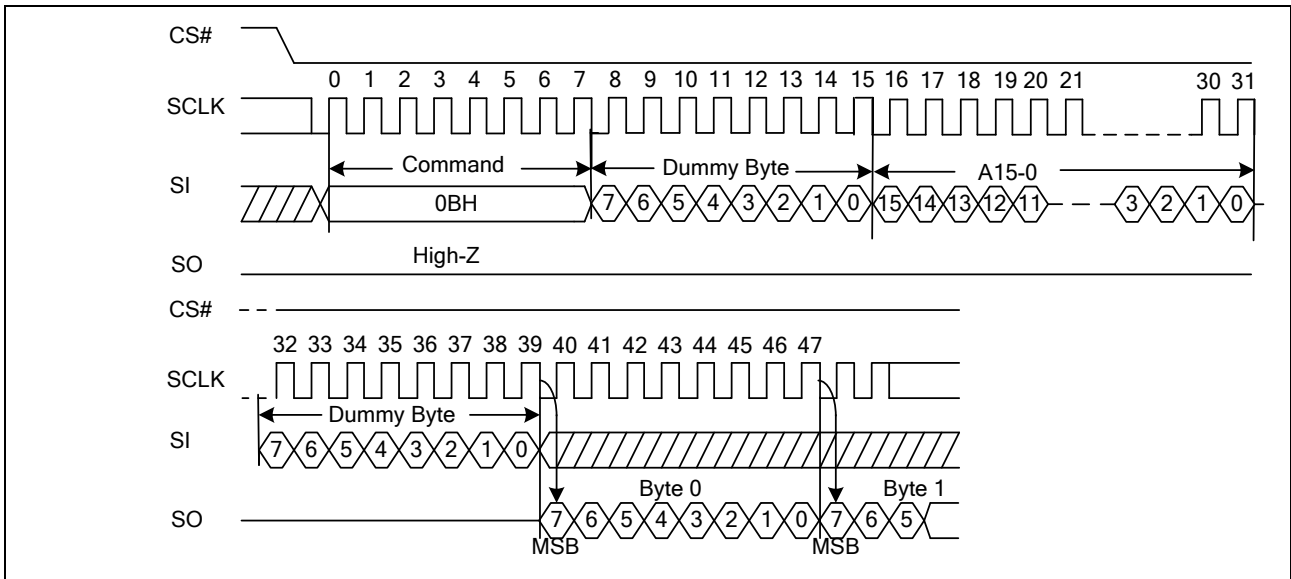 CS#
0 1 2 3 4 5 6 7 8 9 10 11 12 13 14 15 16 17 18 19 20 21 30 31
SCLK
Command Dummy Byte A15-0
SI 0BH 7 6 5 4 3 2 1 0 15 14 13 12 11 3 2 1 0
High-Z
SO
CS#
32 33 34 35 36 37 38 39 40 41 42 43 44 45 46 47
SCLK
Dummy Byte
SI 7 6 5 4 3 2 1 0
Byte 0 Byte 1
SO 7 6 5 4 3 2 1 0 7 6 5
MSB MSB